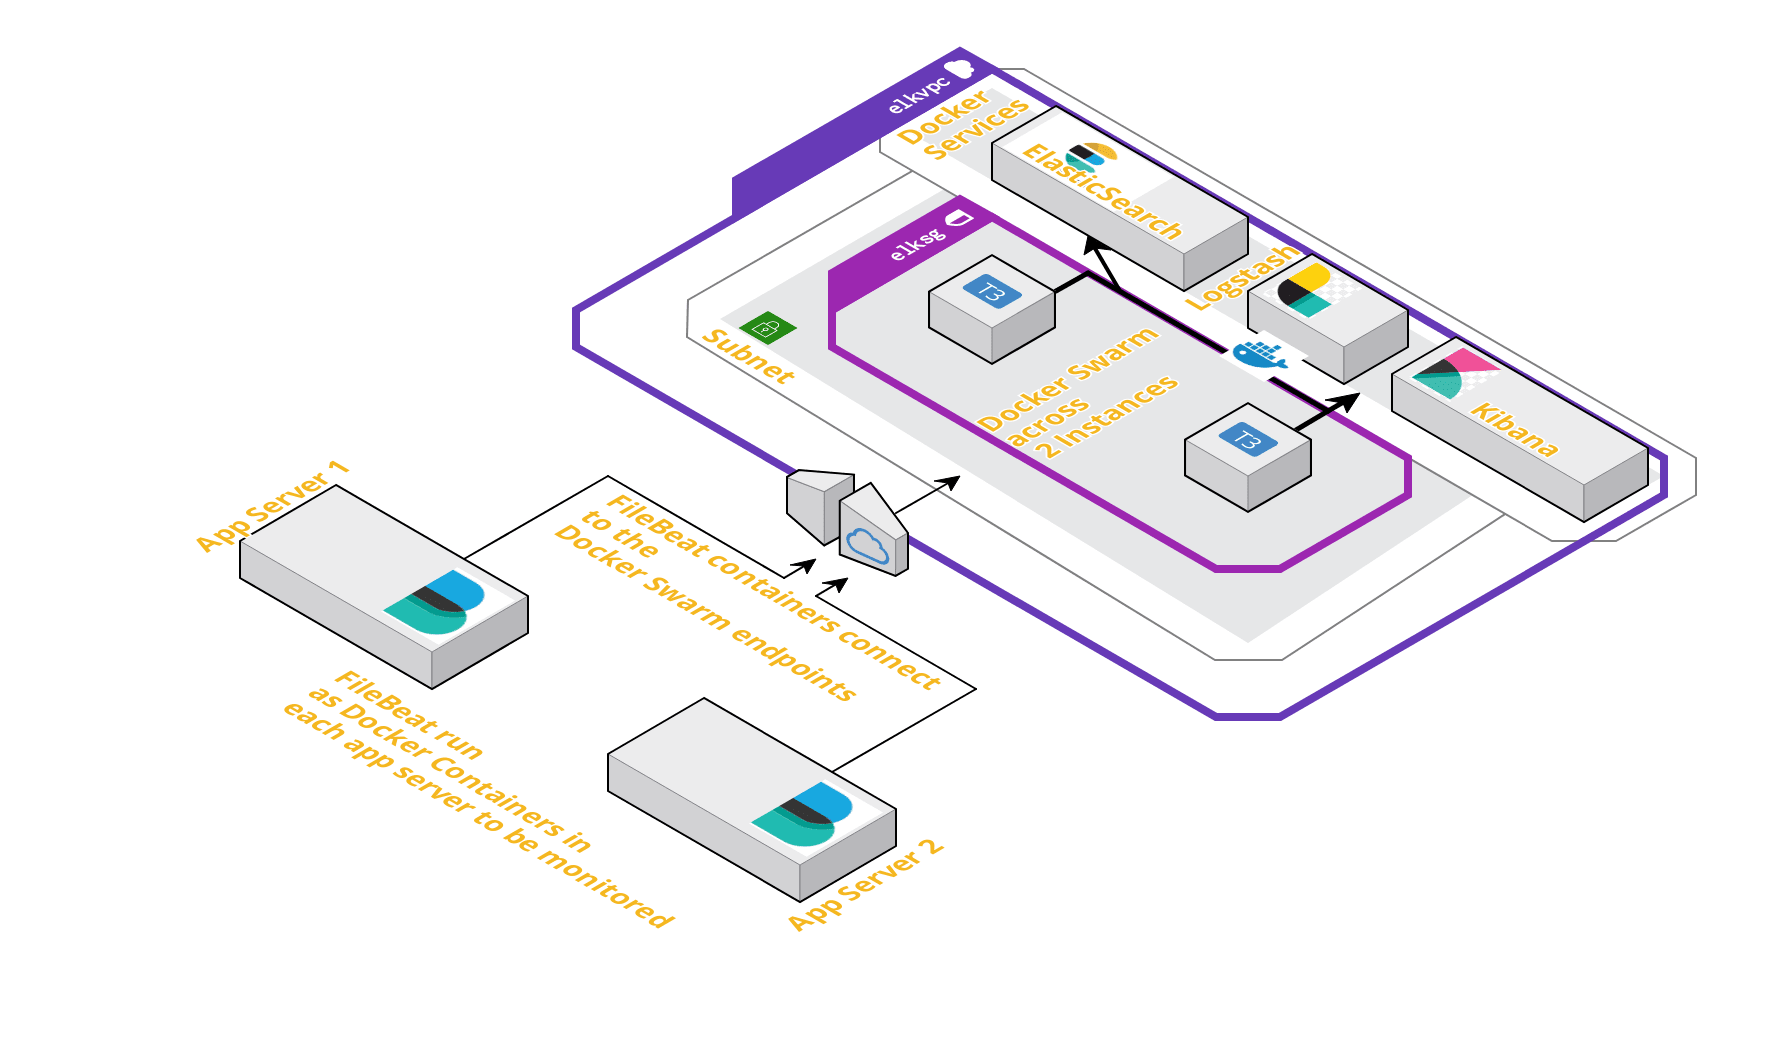 elkvpc
Docker
Services
ElasticSearch
elksg
T3
Logstash
Subnet
Docker Swarm
across
2 Instances
T3
Kibana
App Server 1
FileBeat containers connect
to the
Docker Swarm endpoints
FileBeat run
as Docker Containers in
each app server to be monitored
App Server 2